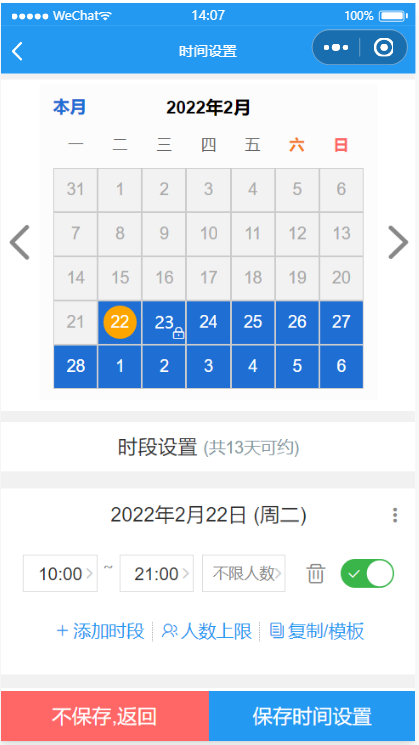 WeChat 14:07 100%
时间设置
本月 2022年2月
一 二 三 四 五 六 日
31 1 2 3 4 5 6
7 8 9 10 11 12 13
14 15 16 17 18 19 20
21 22 23 24 25 26 27
28 1 2 3 4 5 6
时段设置 (共13天可约)
2022年2月22日 (周二)
10:00 ~ 21:00 不限人数
+ 添加时段 人数上限 复制/模板
不保存,返回 保存时间设置